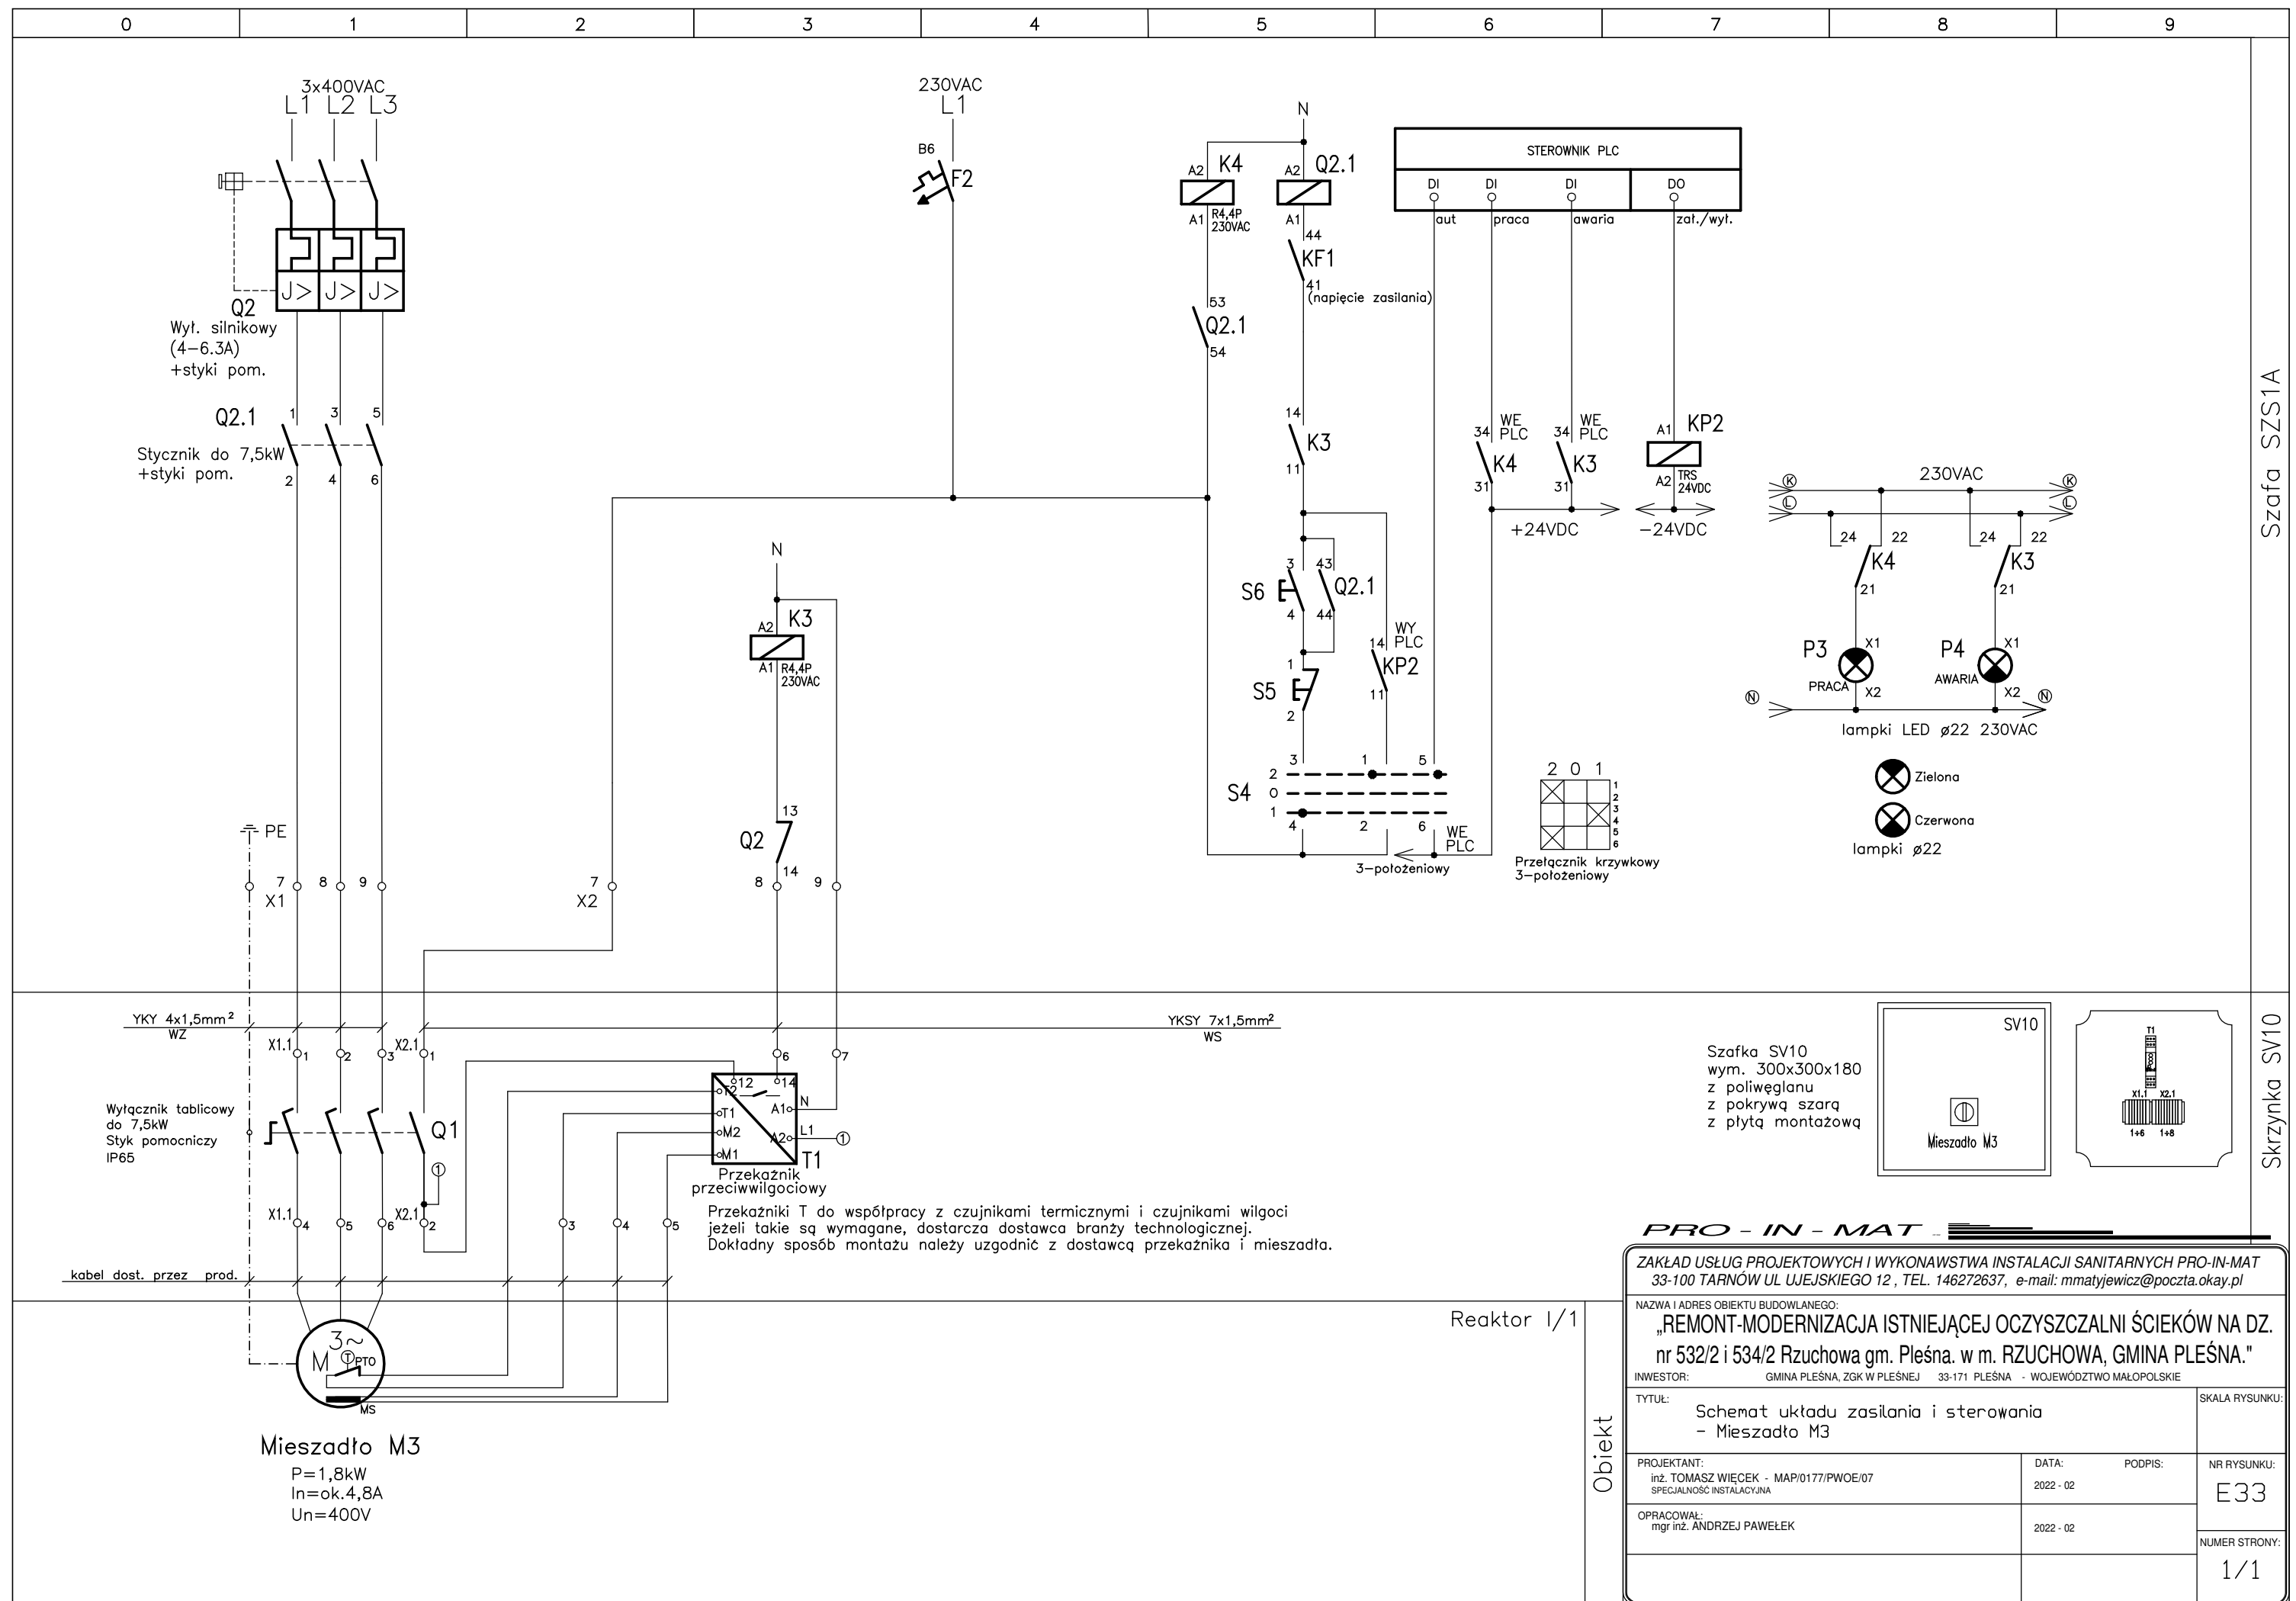 0 1 2 3 4 5 6 7 8 9
3x400VAC
L1 L2 L3
J> J> J>
Q2
Wył. silnikowy
(4-6.3A)
+styki pom.
Q2.1
1 3 5
Stycznik do 7,5kW
+styki pom.
2 4 6
PE
7 8 9
X1
7
X2
230VAC
L1
B6
F2
N
A2 K3
A1 R4,4P
230VAC
13
Q2
14
8 9
N
A2 K4
A1 R4,4P
230VAC
53
Q2.1
54
A2 Q2.1
A1
44
KF1
41
(napięcie zasilania)
14
K3
11
3 43
S6 Q2.1
4 44
1
S5
2
WY
PLC
14
KP2
11
3 1 5
2
S4 0
1
4 2 6
WE
PLC
3-położeniowy
STEROWNIK PLC
DI DI DI DO
aut praca awaria zał./wył.
34 WE
PLC
K4
31
34 WE
PLC
K3
31
+24VDC
A1 KP2
A2 TRS
24VDC
-24VDC
2 0 1
1
2
3
4
5
6
Przełącznik krzywkowy
3-położeniowy
230VAC
K K
L L
24 22 24 22
K4 K3
21 21
P3 X1 P4 X1
PRACA X2 AWARIA X2
N N
lampki LED ø22 230VAC
Zielona
Czerwona
lampki ø22
Szafa SZS1A
YKY 4x1,5mm²
WZ
YKSY 7x1,5mm²
WS
X1.1 1 2 3 X2.1 1
6 7
Wyłącznik tablicowy
do 7,5kW
Styk pomocniczy
IP65
Q1
1
X1.1 4 5 6 X2.1 2
3 4 5
12 14
T2
T1
M2
M1
A1 N
A2 L1 1
T1
Przekaźnik
przeciwwilgociowy
Przekaźniki T do współpracy z czujnikami termicznymi i czujnikami wilgoci
jeżeli takie są wymagane, dostarcza dostawca branży technologicznej.
Dokładny sposób montażu należy uzgodnić z dostawcą przekaźnika i mieszadła.
kabel dost. przez prod.
Szafka SV10
wym. 300x300x180
z poliwęglanu
z pokrywą szarą
z płytą montażową
SV10
Mieszadło M3
T1
X1.1 X2.1
1÷6 1÷8
Skrzynka SV10
Reaktor I/1
Obiekt
3~
M T PTO
MS
Mieszadło M3
P=1,8kW
In=ok.4,8A
Un=400V
PRO - IN - MAT
ZAKŁAD USŁUG PROJEKTOWYCH I WYKONAWSTWA INSTALACJI SANITARNYCH PRO-IN-MAT
33-100 TARNÓW UL UJEJSKIEGO 12 , TEL. 146272637, e-mail: mmatyjewicz@poczta.okay.pl
NAZWA I ADRES OBIEKTU BUDOWLANEGO:
„REMONT-MODERNIZACJA ISTNIEJĄCEJ OCZYSZCZALNI ŚCIEKÓW NA DZ.
nr 532/2 i 534/2 Rzuchowa gm. Pleśna. w m. RZUCHOWA, GMINA PLEŚNA."
INWESTOR: GMINA PLEŚNA, ZGK W PLEŚNEJ 33-171 PLEŚNA - WOJEWÓDZTWO MAŁOPOLSKIE
TYTUŁ:
Schemat układu zasilania i sterowania
- Mieszadło M3
SKALA RYSUNKU:
PROJEKTANT:
inż. TOMASZ WIĘCEK - MAP/0177/PWOE/07
SPECJALNOŚĆ INSTALACYJNA
DATA: PODPIS:
2022 - 02
NR RYSUNKU:
E33
OPRACOWAŁ:
mgr inż. ANDRZEJ PAWEŁEK
2022 - 02
NUMER STRONY:
1/1